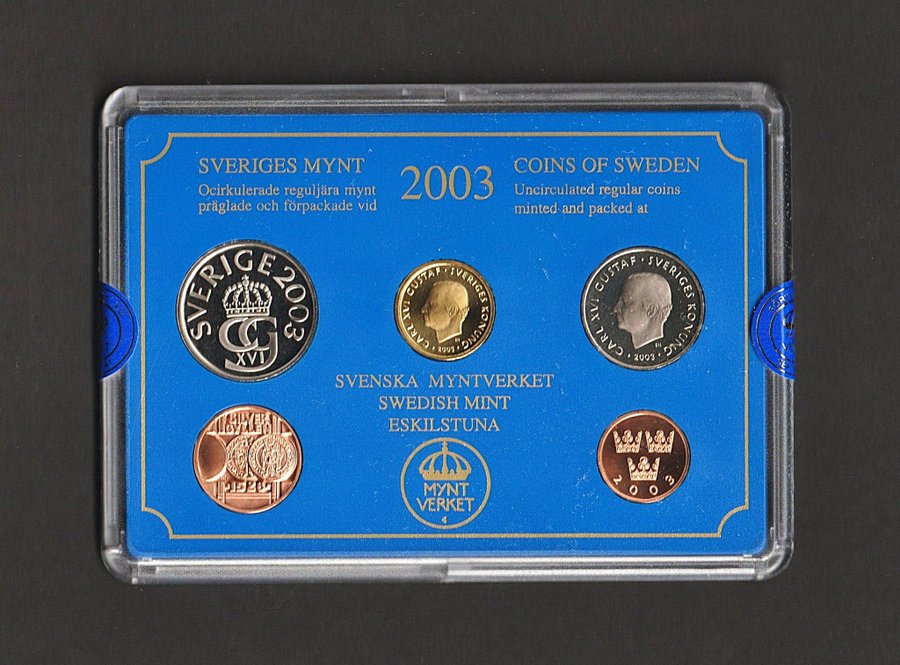 SVERIGES MYNT
Ocirkulerade reguljära mynt
präglade och förpackade vid
2003
COINS OF SWEDEN
Uncirculated regular coins
minted and packed at
SVERIGE 2003
XVI
CARL XVI GUSTAF · SVERIGES KONUNG
· 2003 ·
CARL XVI GUSTAF · SVERIGES KONUNG
· 2003 ·
SVENSKA MYNTVERKET
SWEDISH MINT
ESKILSTUNA
MYNT
VERKET
4
2003